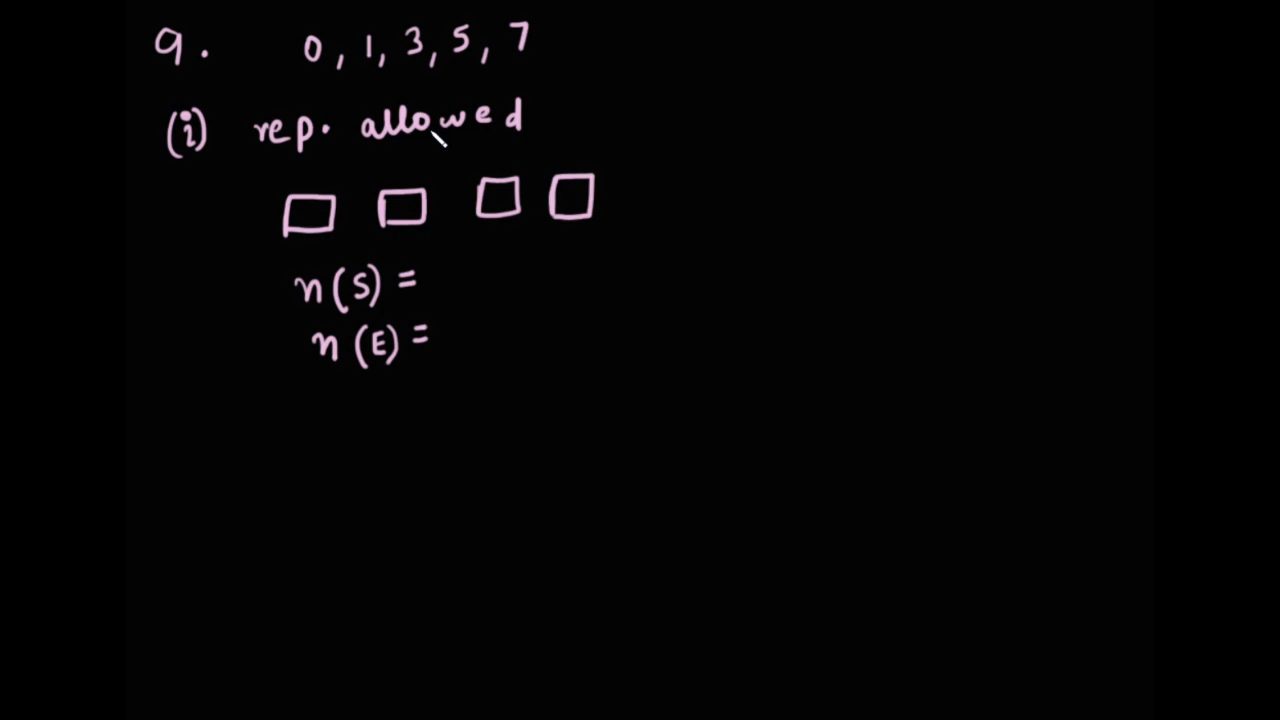 9. 0, 1, 3, 5, 7
(i) rep. allowed
n(S) =
n(E) =